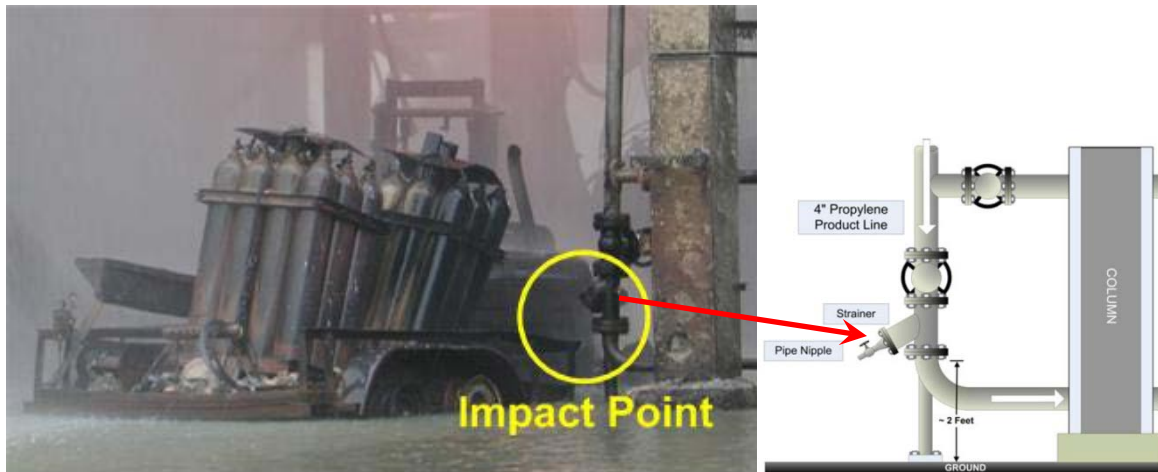 Impact Point
4" Propylene
Product Line
Strainer
Pipe Nipple
COLUMN
~ 2 Feet
GROUND